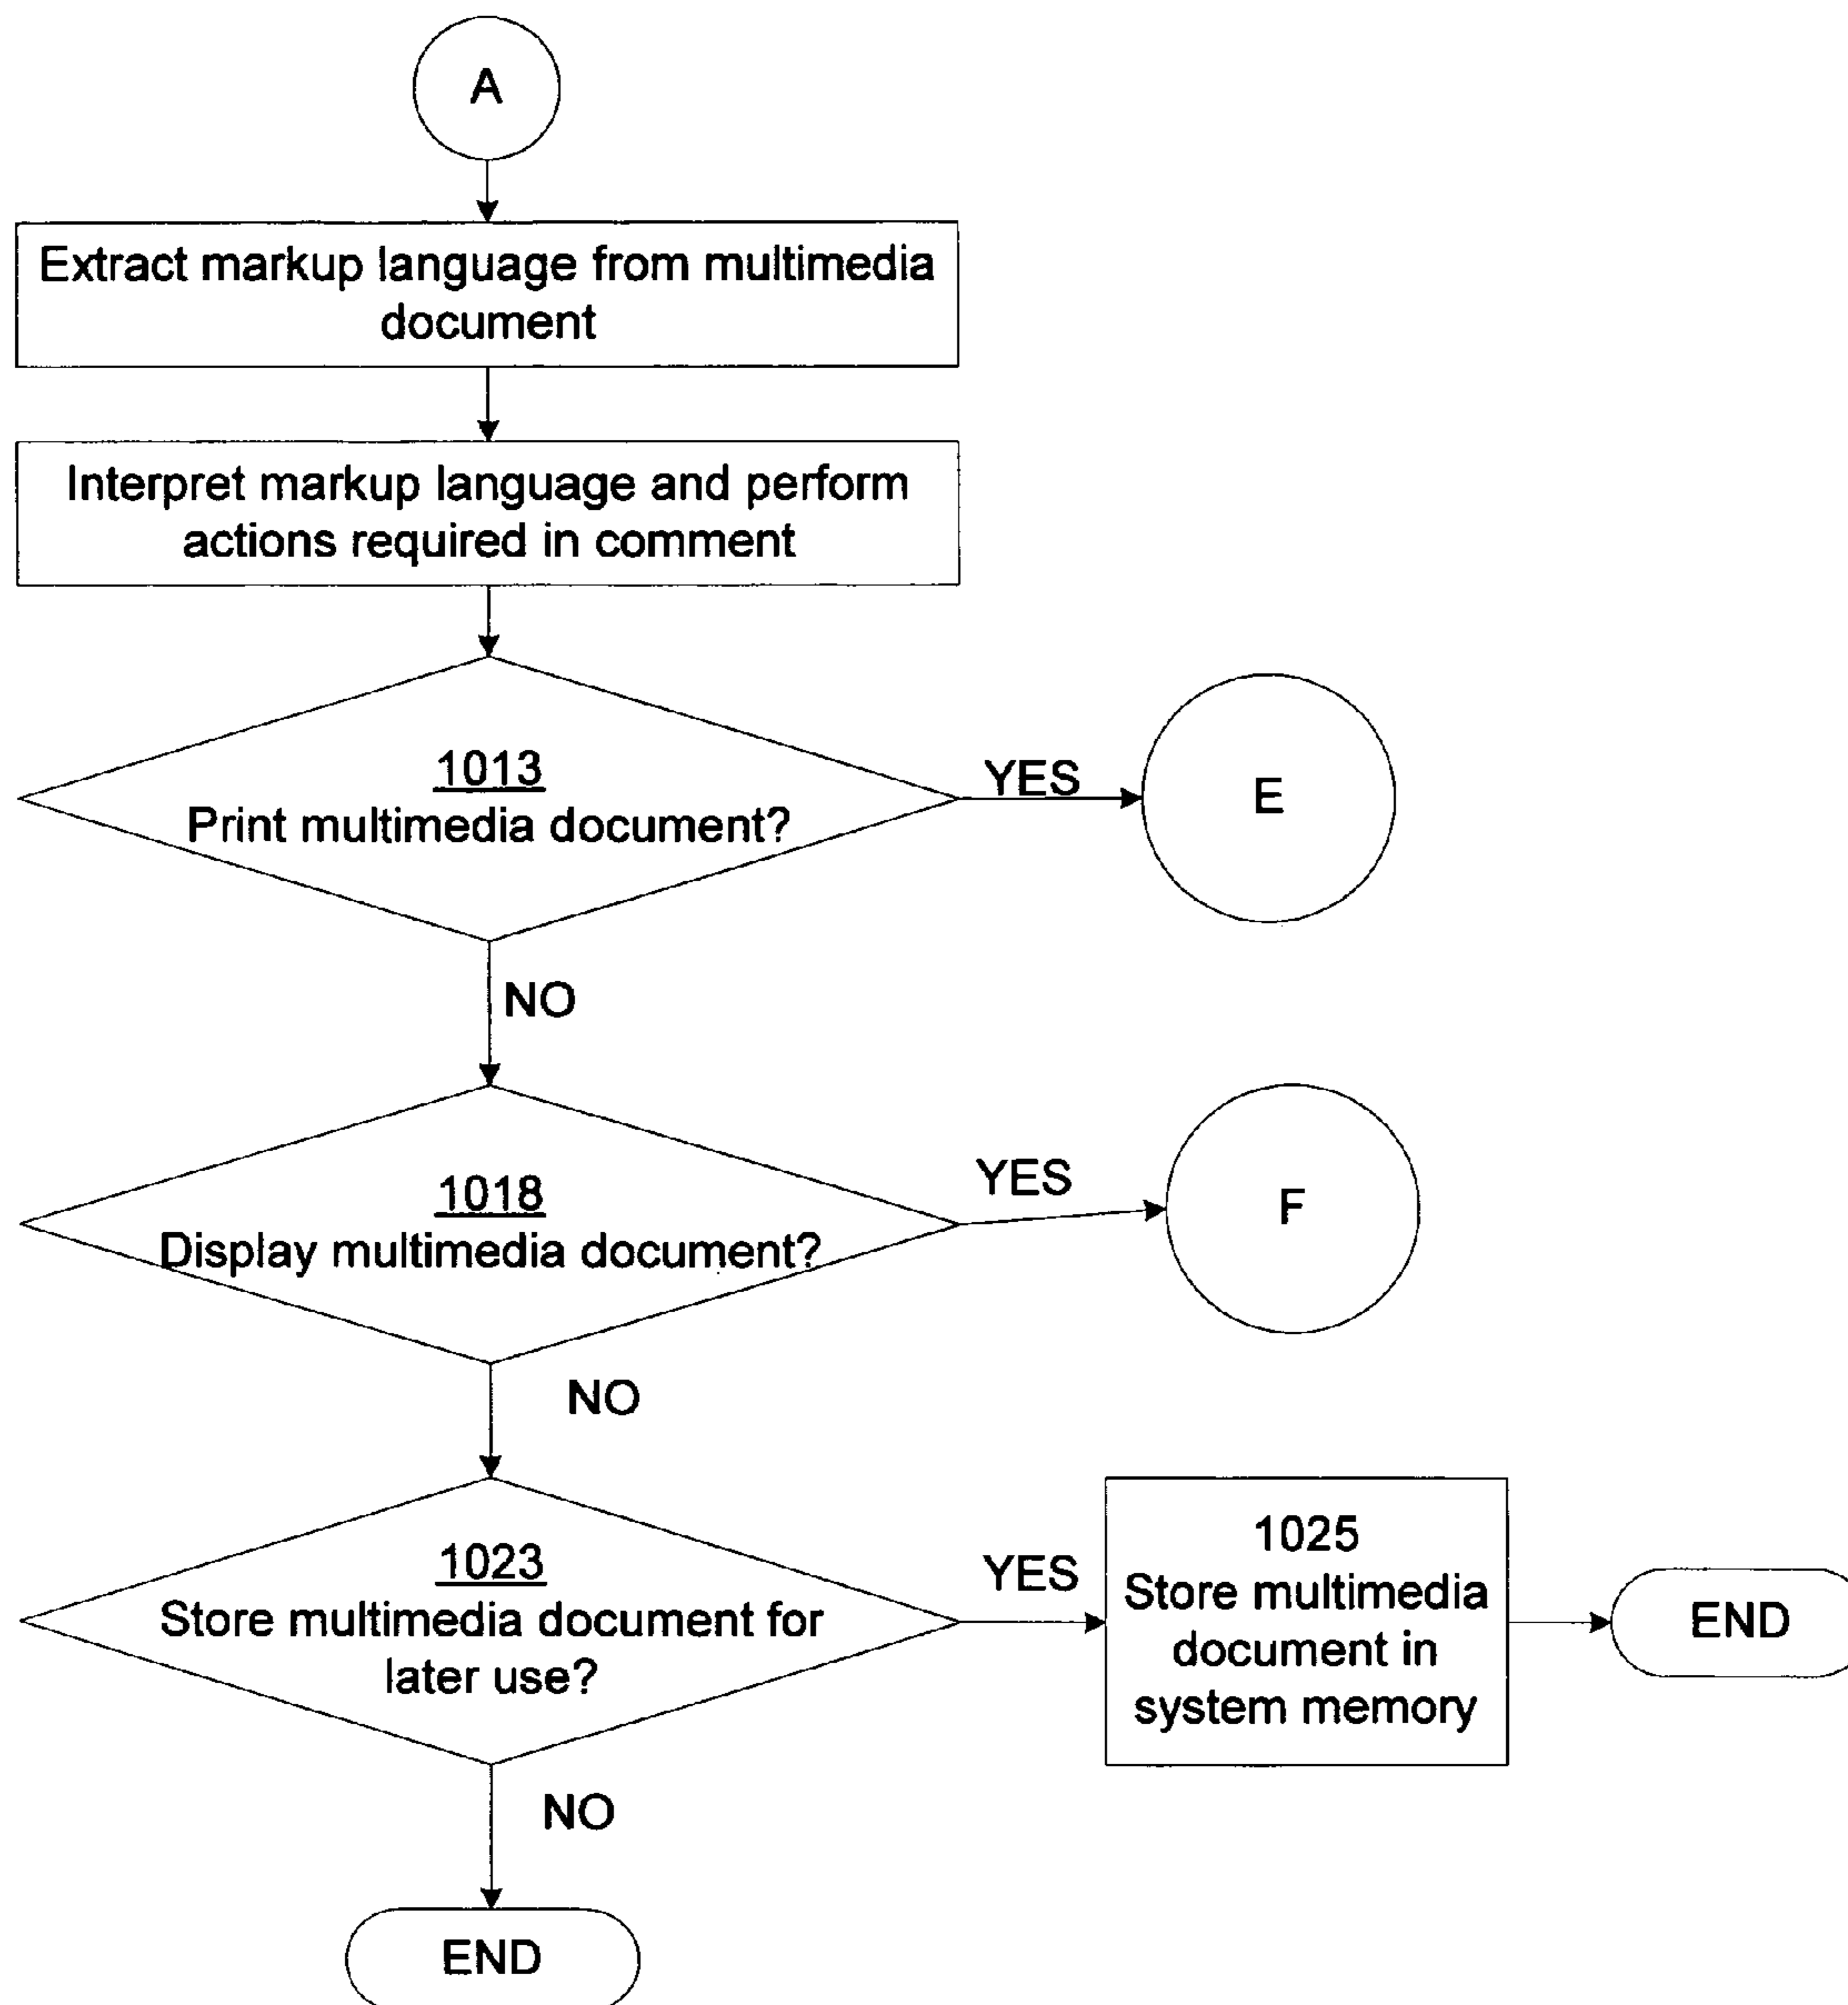 A
Extract markup language from multimedia
document
Interpret markup language and perform
actions required in comment
1013
Print multimedia document?
YES
E
NO
1018
Display multimedia document?
YES
F
NO
1023
Store multimedia document for
later use?
YES
1025
Store multimedia
document in
system memory
END
NO
END